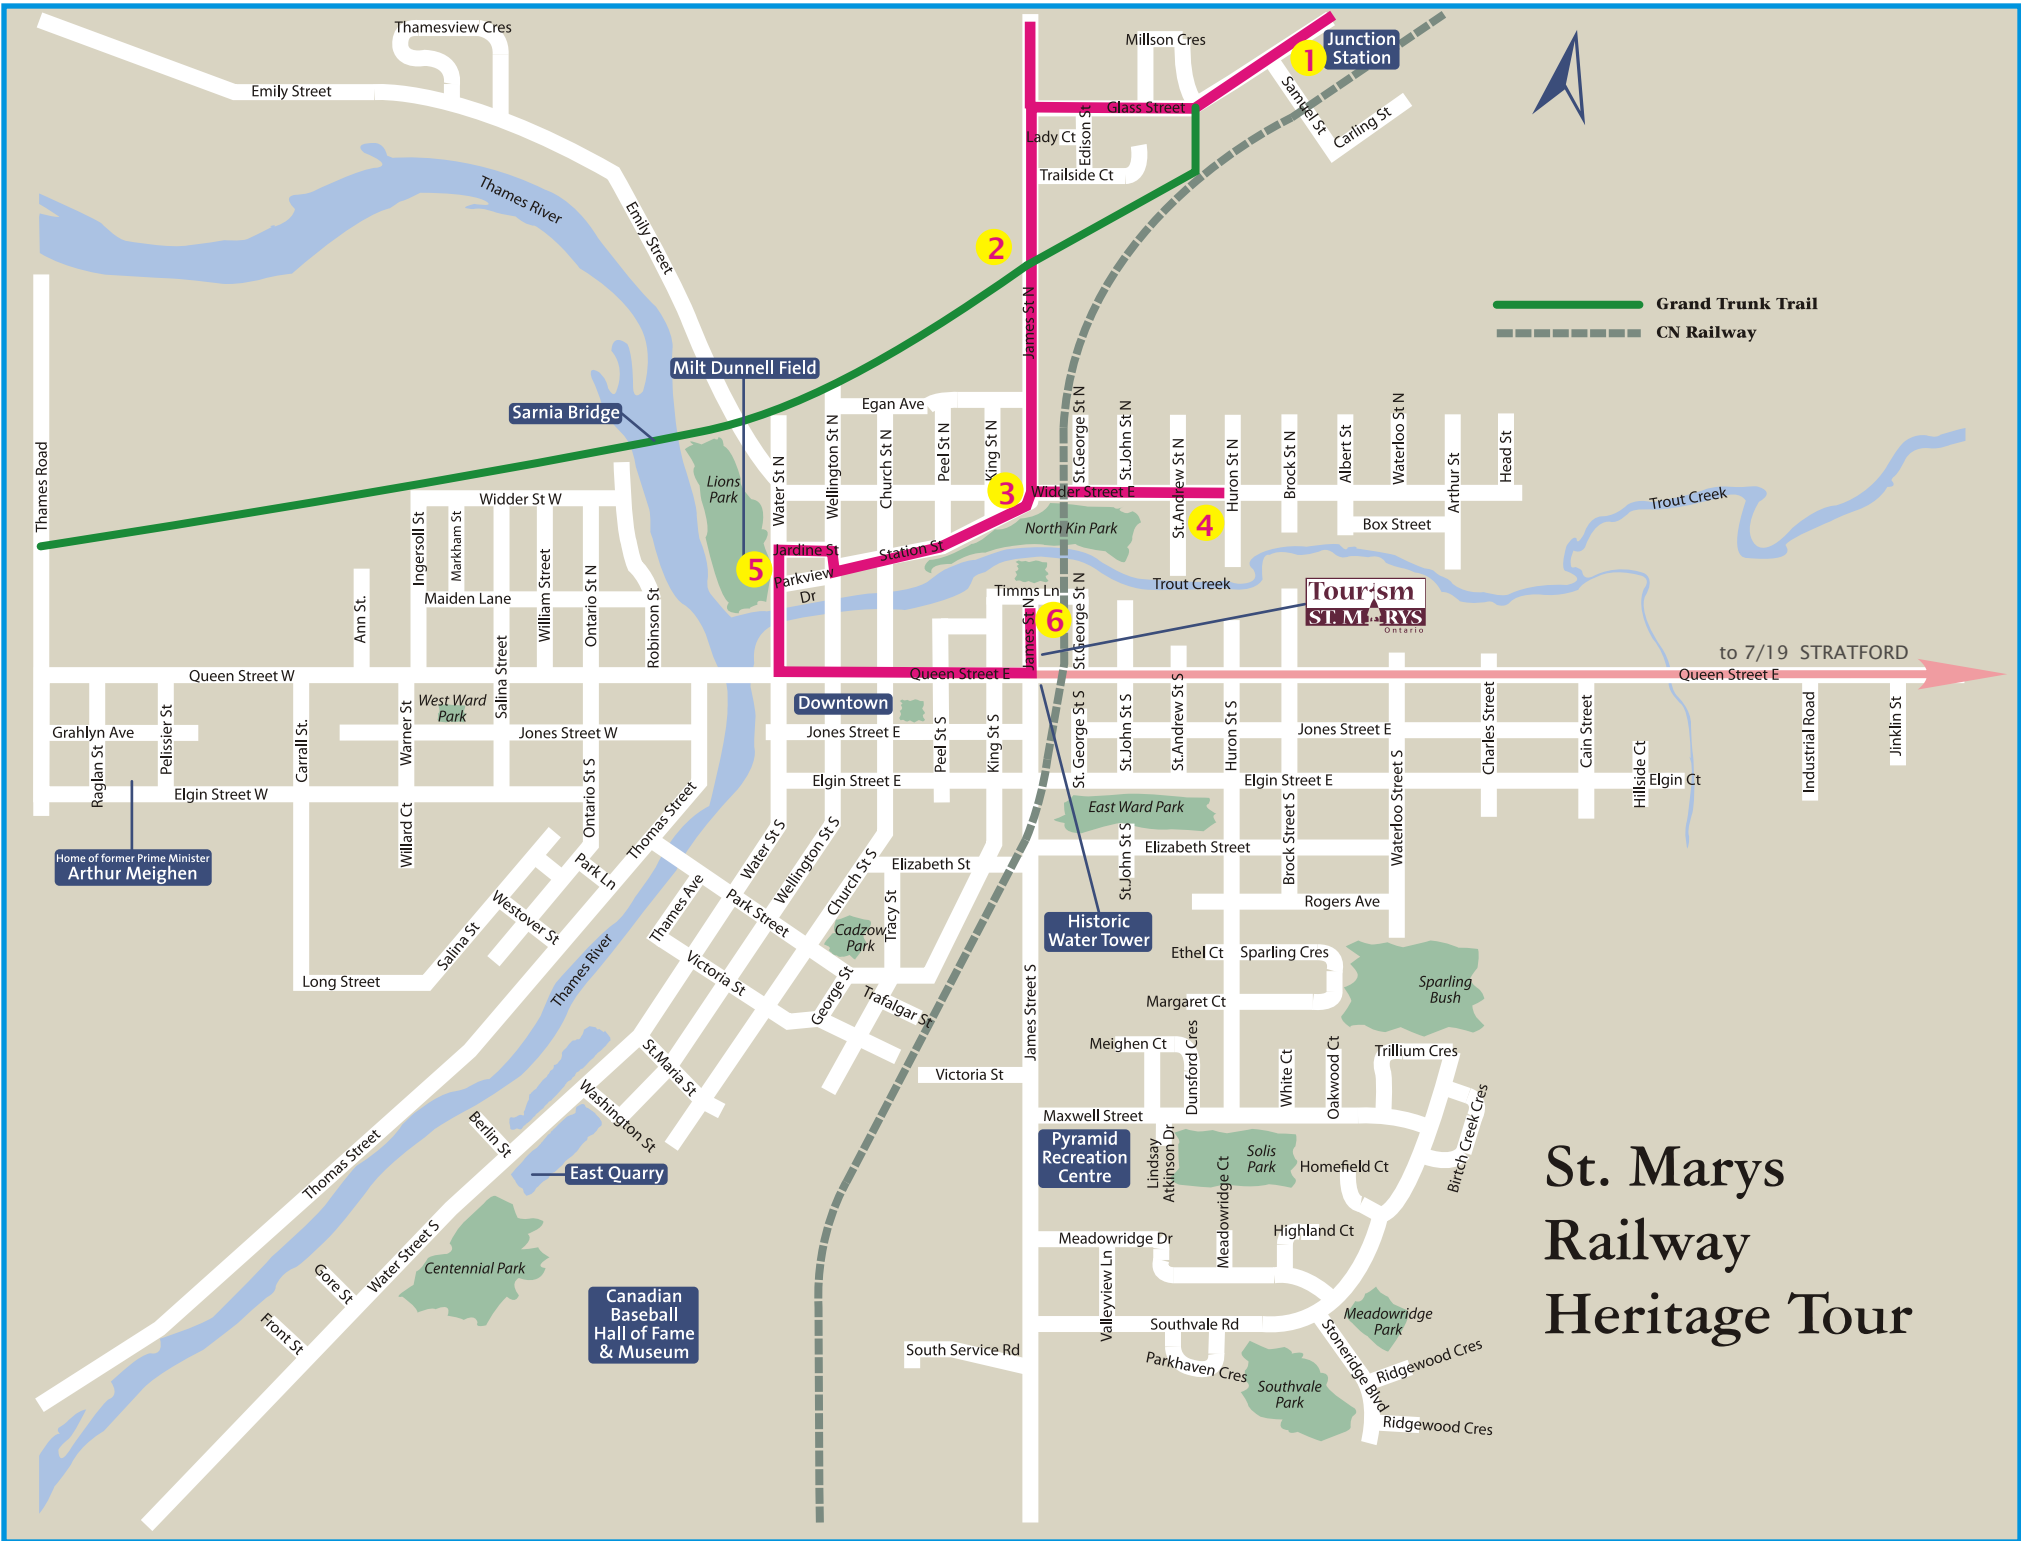 Thamesview Cres
Emily Street
Millson Cres
1
Junction
Station
Glass Street
Samuel St
Carling St
Lady Ct
Edison St
Trailside Ct
Thames River
Emily Street
2
James St N
Grand Trunk Trail
CN Railway
Milt Dunnell Field
Sarnia Bridge
Egan Ave
Thames Road
Lions
Park
Water St N
Wellington St N
Church St N
Peel St N
King St N
St.George St N
St.John St N
St.Andrew St N
Huron St N
Brock St N
Albert St
Waterloo St N
Arthur St
Head St
3
Widder Street E
Widder St W
4
Box Street
Trout Creek
North Kin Park
Ingersoll St
Markham St
William Street
Ontario St N
Robinson St
Ann St.
Maiden Lane
Salina Street
Jardine St
Station St
5
Parkview
Dr
Timms Ln
Trout Creek
James St N
6
St.George St N
Tour sm
ST. MARYS
Ontario
to 7/19 STRATFORD
Queen Street W
Queen Street E
Queen Street E
West Ward
Park
Downtown
Grahlyn Ave
Raglan St
Pelissier St
Carrall St.
Warner St
Jones Street W
Jones Street E
Peel St S
King St S
St. George St S
St.John St S
St.Andrew St S
Huron St S
Jones Street E
Charles Street
Cain Street
Hillside Ct
Industrial Road
Jinklin St
Elgin Street W
Ontario St S
Elgin Street E
Elgin Street E
Elgin Ct
Willard Ct
Thomas Street
Water St S
Wellington St S
Church St S
East Ward Park
Brock Street S
Waterloo Street S
Home of former Prime Minister
Arthur Meighen
Park Ln
Elizabeth St
Elizabeth Street
St.John St S
Westover St
Thames Ave
Park Street
Tracy St
Cadzow
Park
Rogers Ave
Historic
Water Tower
Salina St
Long Street
Thames River
Victoria St
George St
Trafalgar St
James Street S
Ethel Ct
Sparling Cres
Margaret Ct
Sparling
Bush
St.Maria St
Washington St
Victoria St
Meighen Ct
Dunsford Cres
White Ct
Oakwood Ct
Trillium Cres
Birtch Creek Cres
Maxwell Street
Berlin St
East Quarry
Pyramid
Recreation
Centre
Lindsay
Atkinson Dr
Solis
Park
Homefield Ct
Thomas Street
Meadowridge Ct
St. Marys
Railway
Heritage Tour
Water Street S
Centennial Park
Gore St
Front St
Meadowridge Dr
Highland Ct
Valleyview Ln
Canadian
Baseball
Hall of Fame
& Museum
Southvale Rd
Meadowridge
Park
South Service Rd
Parkhaven Cres
Stoneridge Blvd
Ridgewood Cres
Southvale
Park
Ridgewood Cres